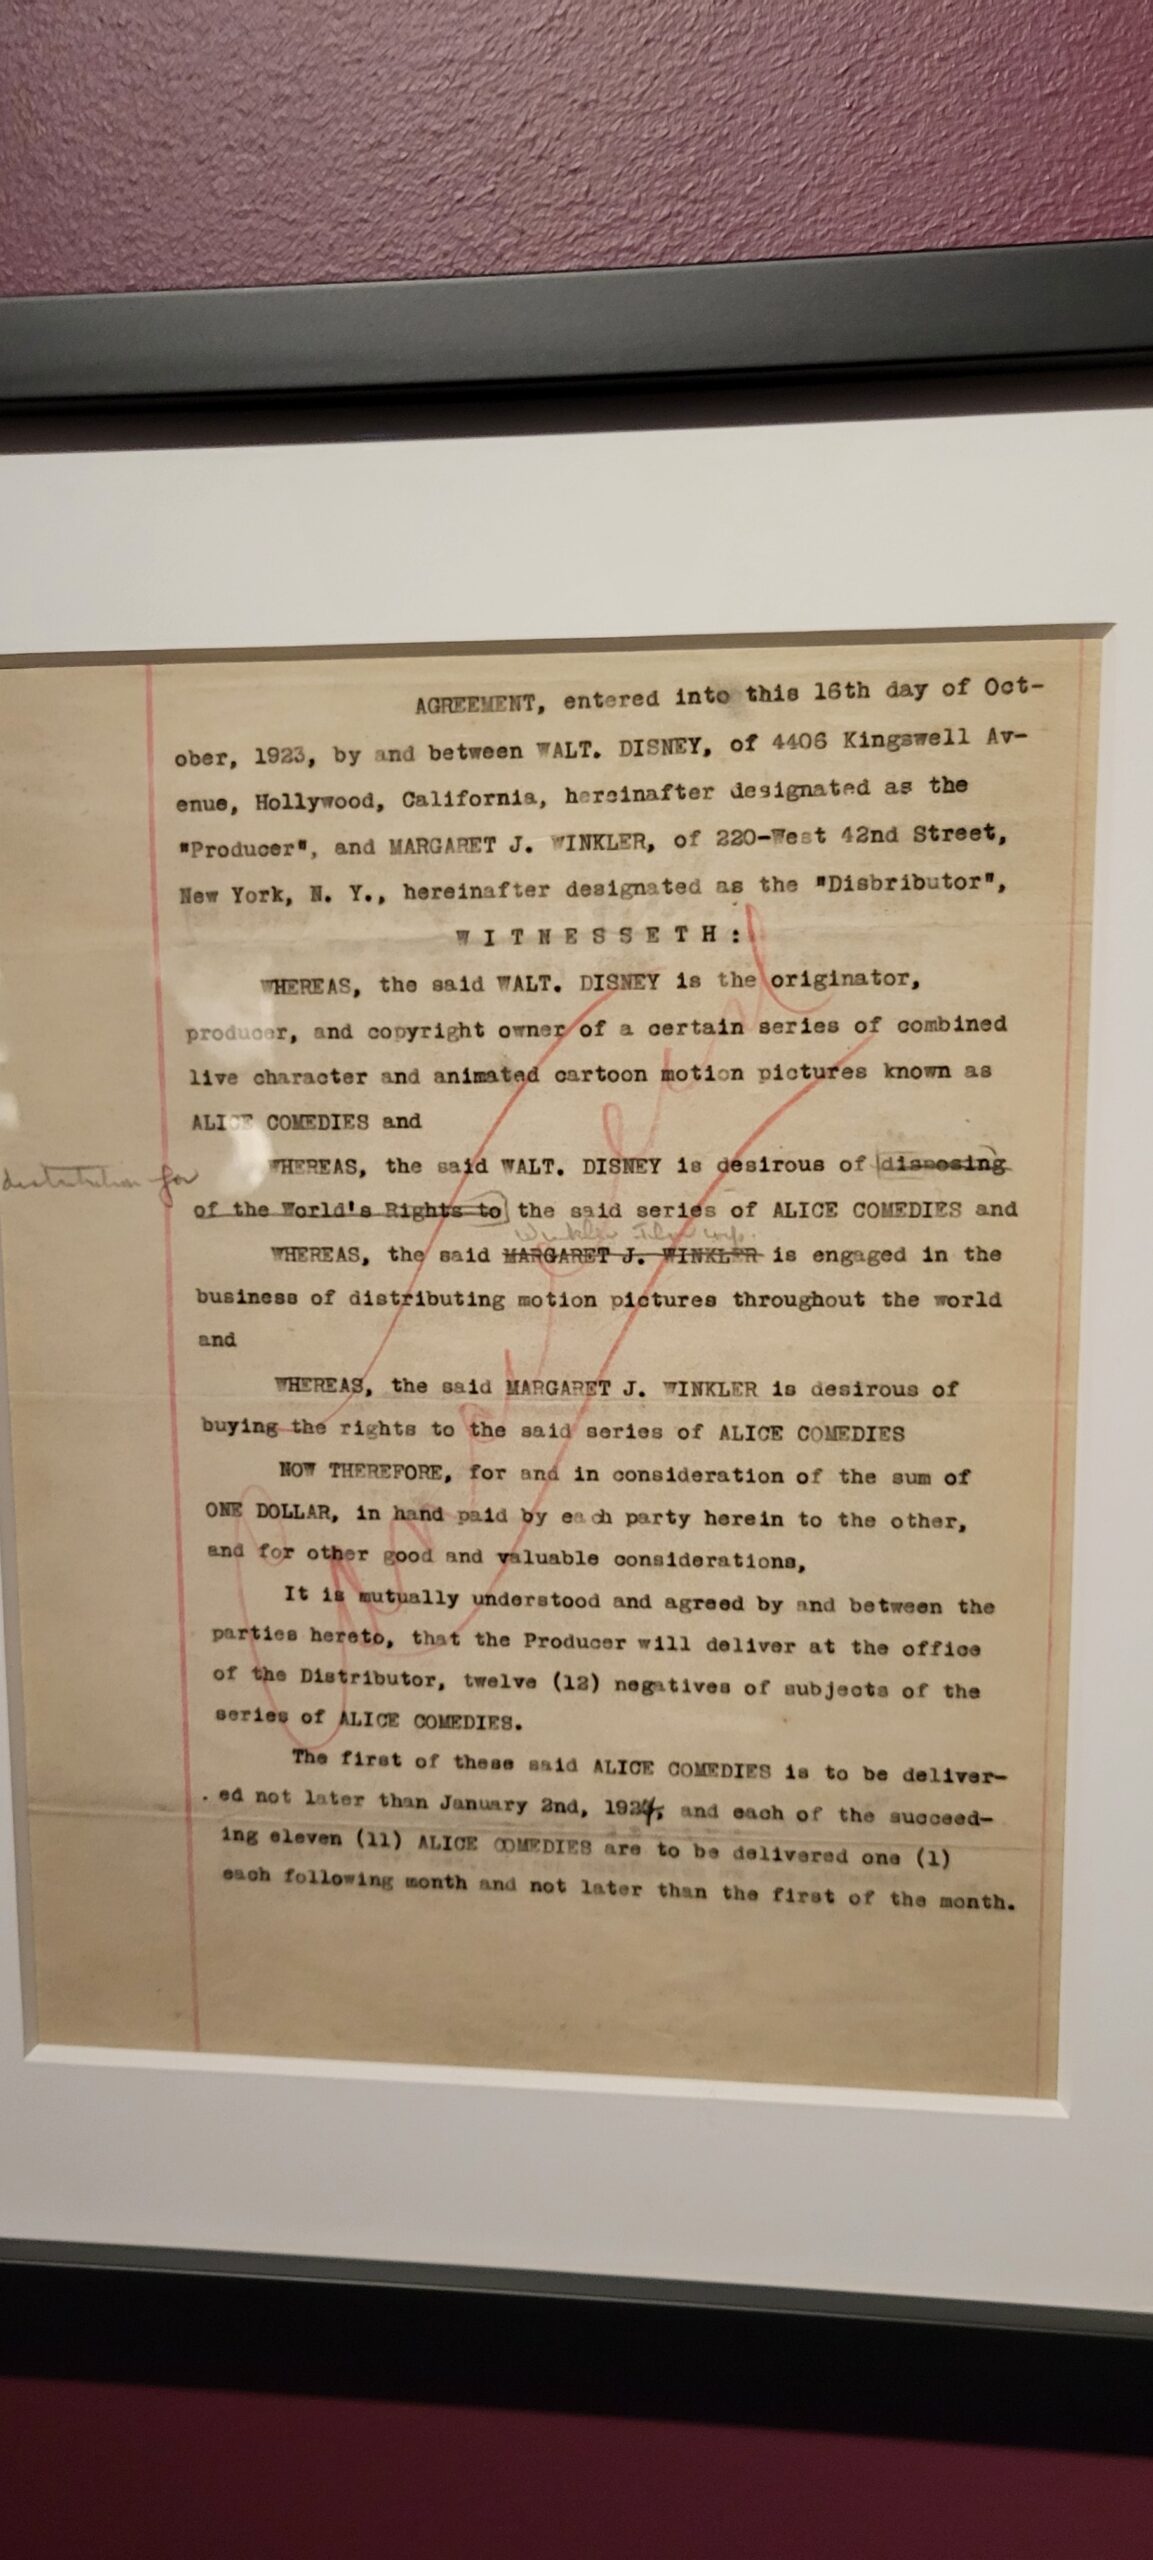 AGREEMENT, entered into this 16th day of Oct-
ober, 1923, by and between WALT. DISNEY, of 4406 Kingswell Av-
enue, Hollywood, California, hereinafter designated as the
"Producer", and MARGARET J. WINKLER, of 220-West 42nd Street,
New York, N. Y., hereinafter designated as the "Disbributor",
W I T N E S S E T H :
WHEREAS, the said WALT. DISNEY is the originator,
producer, and copyright owner of a certain series of combined
live character and animated cartoon motion pictures known as
ALICE COMEDIES and
WHEREAS, the said WALT. DISNEY is desirous of disposing
for
of the World's Rights to the said series of ALICE COMEDIES and
Winkler Film Corp.
WHEREAS, the said MARGARET J. WINKLER is engaged in the
business of distributing motion pictures throughout the world
and
WHEREAS, the said MARGARET J. WINKLER is desirous of
buying the rights to the said series of ALICE COMEDIES
NOW THEREFORE, for and in consideration of the sum of
ONE DOLLAR, in hand paid by each party herein to the other,
and for other good and valuable considerations,
It is mutually understood and agreed by and between the
parties hereto, that the Producer will deliver at the office
of the Distributor, twelve (12) negatives of subjects of the
series of ALICE COMEDIES.
The first of these said ALICE COMEDIES is to be deliver-
ed not later than January 2nd, 1924, and each of the succeed-
ing eleven (11) ALICE COMEDIES are to be delivered one (1)
each following month and not later than the first of the month.